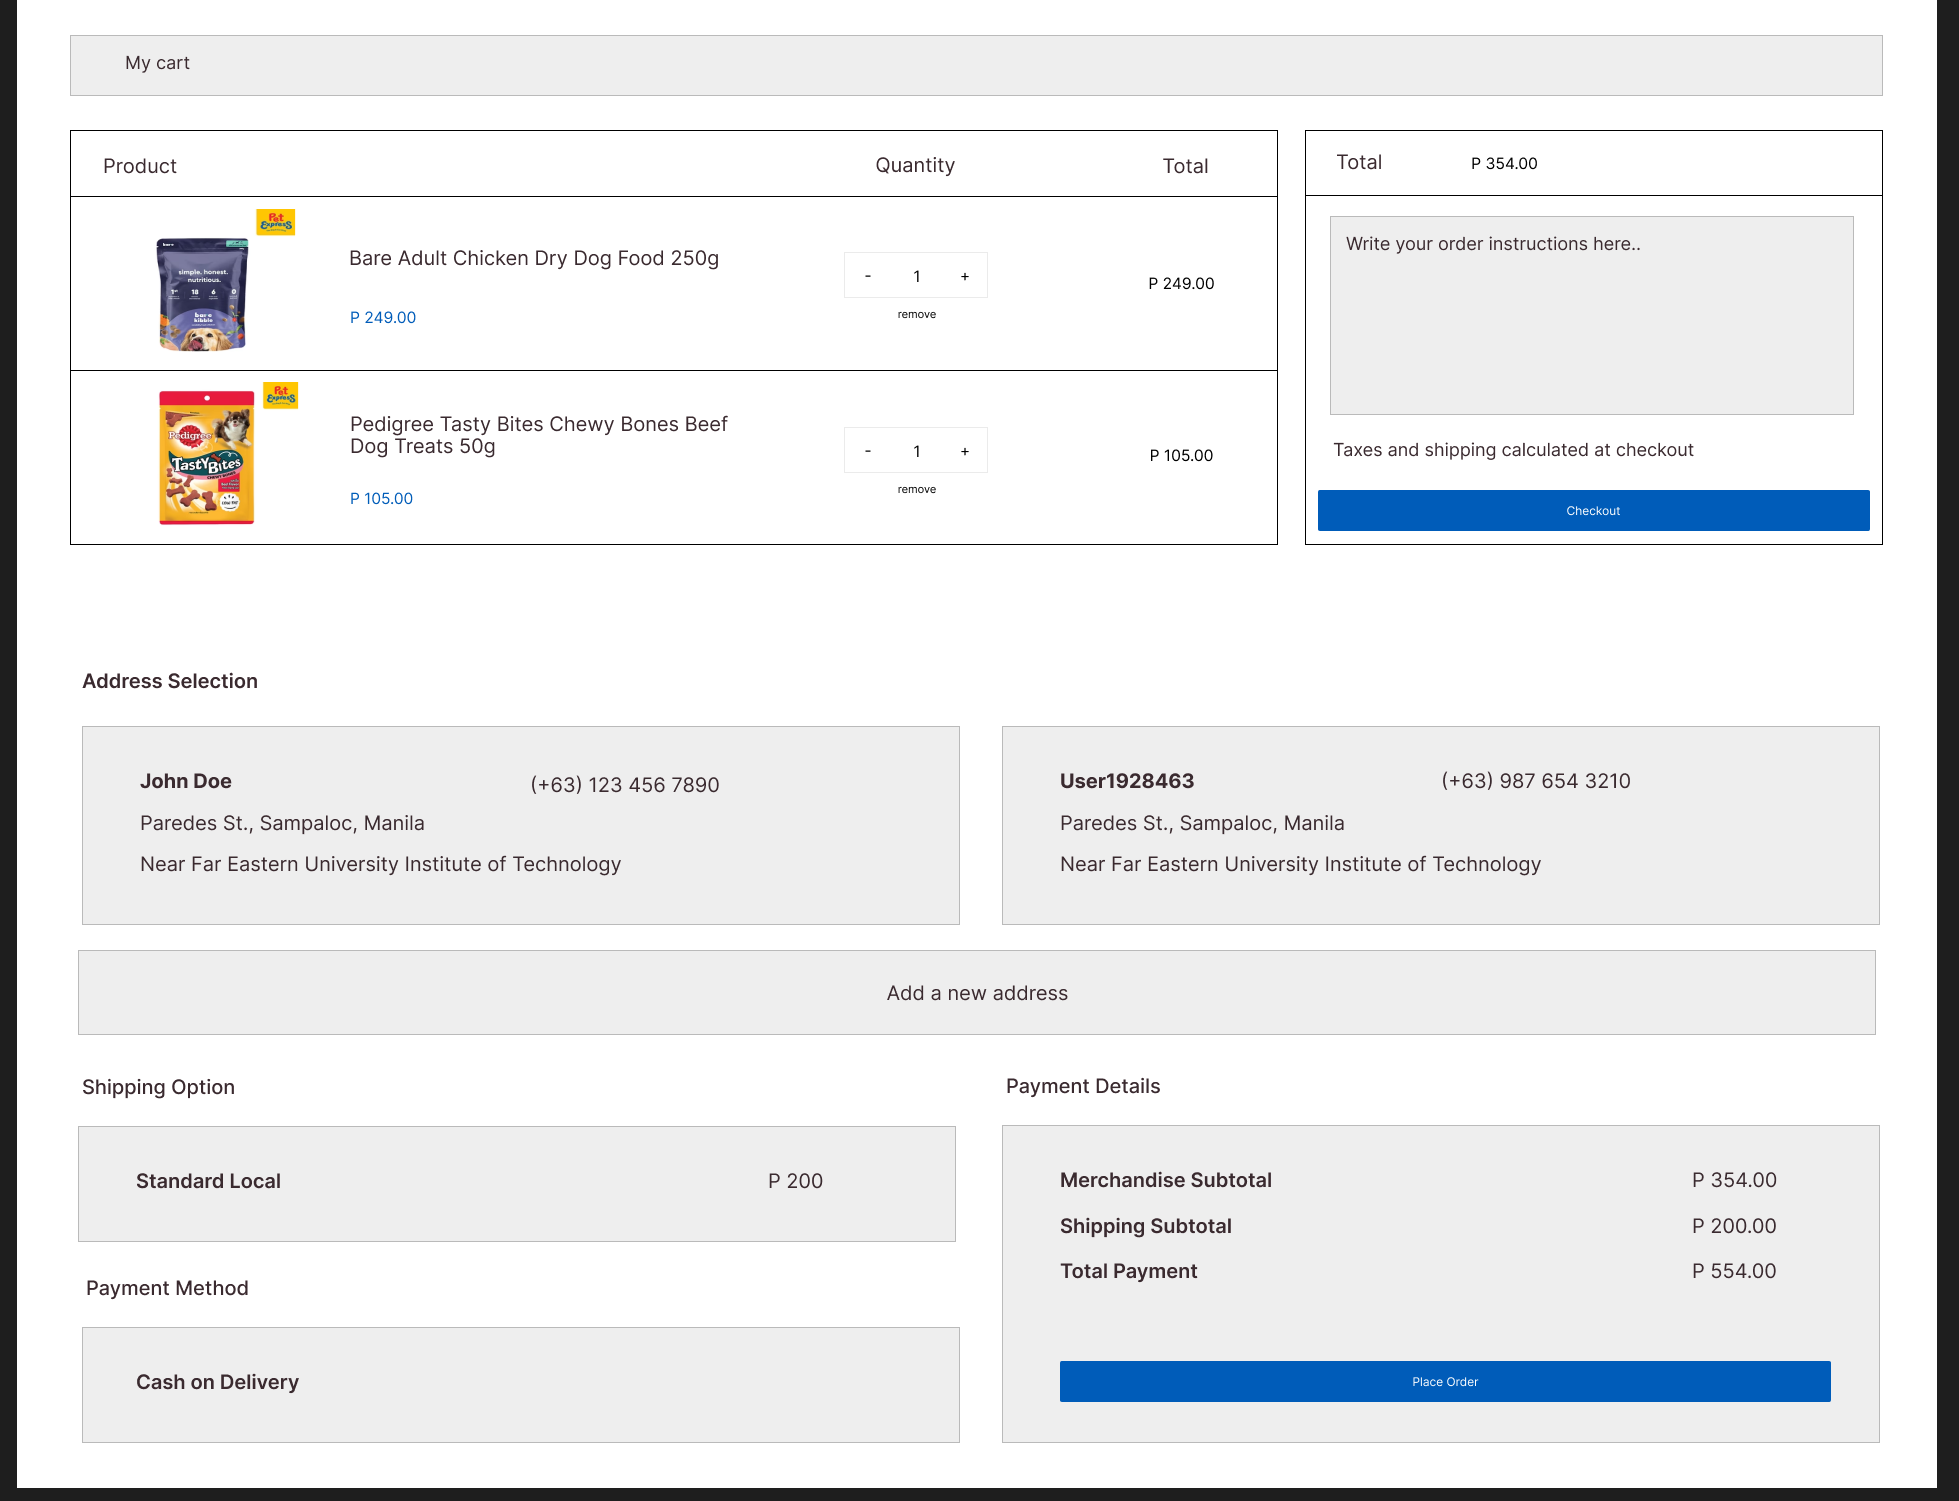 My cart
Product
Quantity
Total
Pet
Express
bare
simple. honest.
nutritious.
18
6
0
bare
kibble
Bare Adult Chicken Dry Dog Food 250g
P 249.00
-
1
+
remove
P 249.00
Pet
Express
Pedigree
Tasty Bites
Pedigree Tasty Bites Chewy Bones Beef
Dog Treats 50g
P 105.00
-
1
+
remove
P 105.00
Total
P 354.00
Write your order instructions here..
Taxes and shipping calculated at checkout
Checkout
Address Selection
John Doe
(+63) 123 456 7890
Paredes St., Sampaloc, Manila
Near Far Eastern University Institute of Technology
User1928463
(+63) 987 654 3210
Paredes St., Sampaloc, Manila
Near Far Eastern University Institute of Technology
Add a new address
Shipping Option
Standard Local
P 200
Payment Method
Cash on Delivery
Payment Details
Merchandise Subtotal
P 354.00
Shipping Subtotal
P 200.00
Total Payment
P 554.00
Place Order